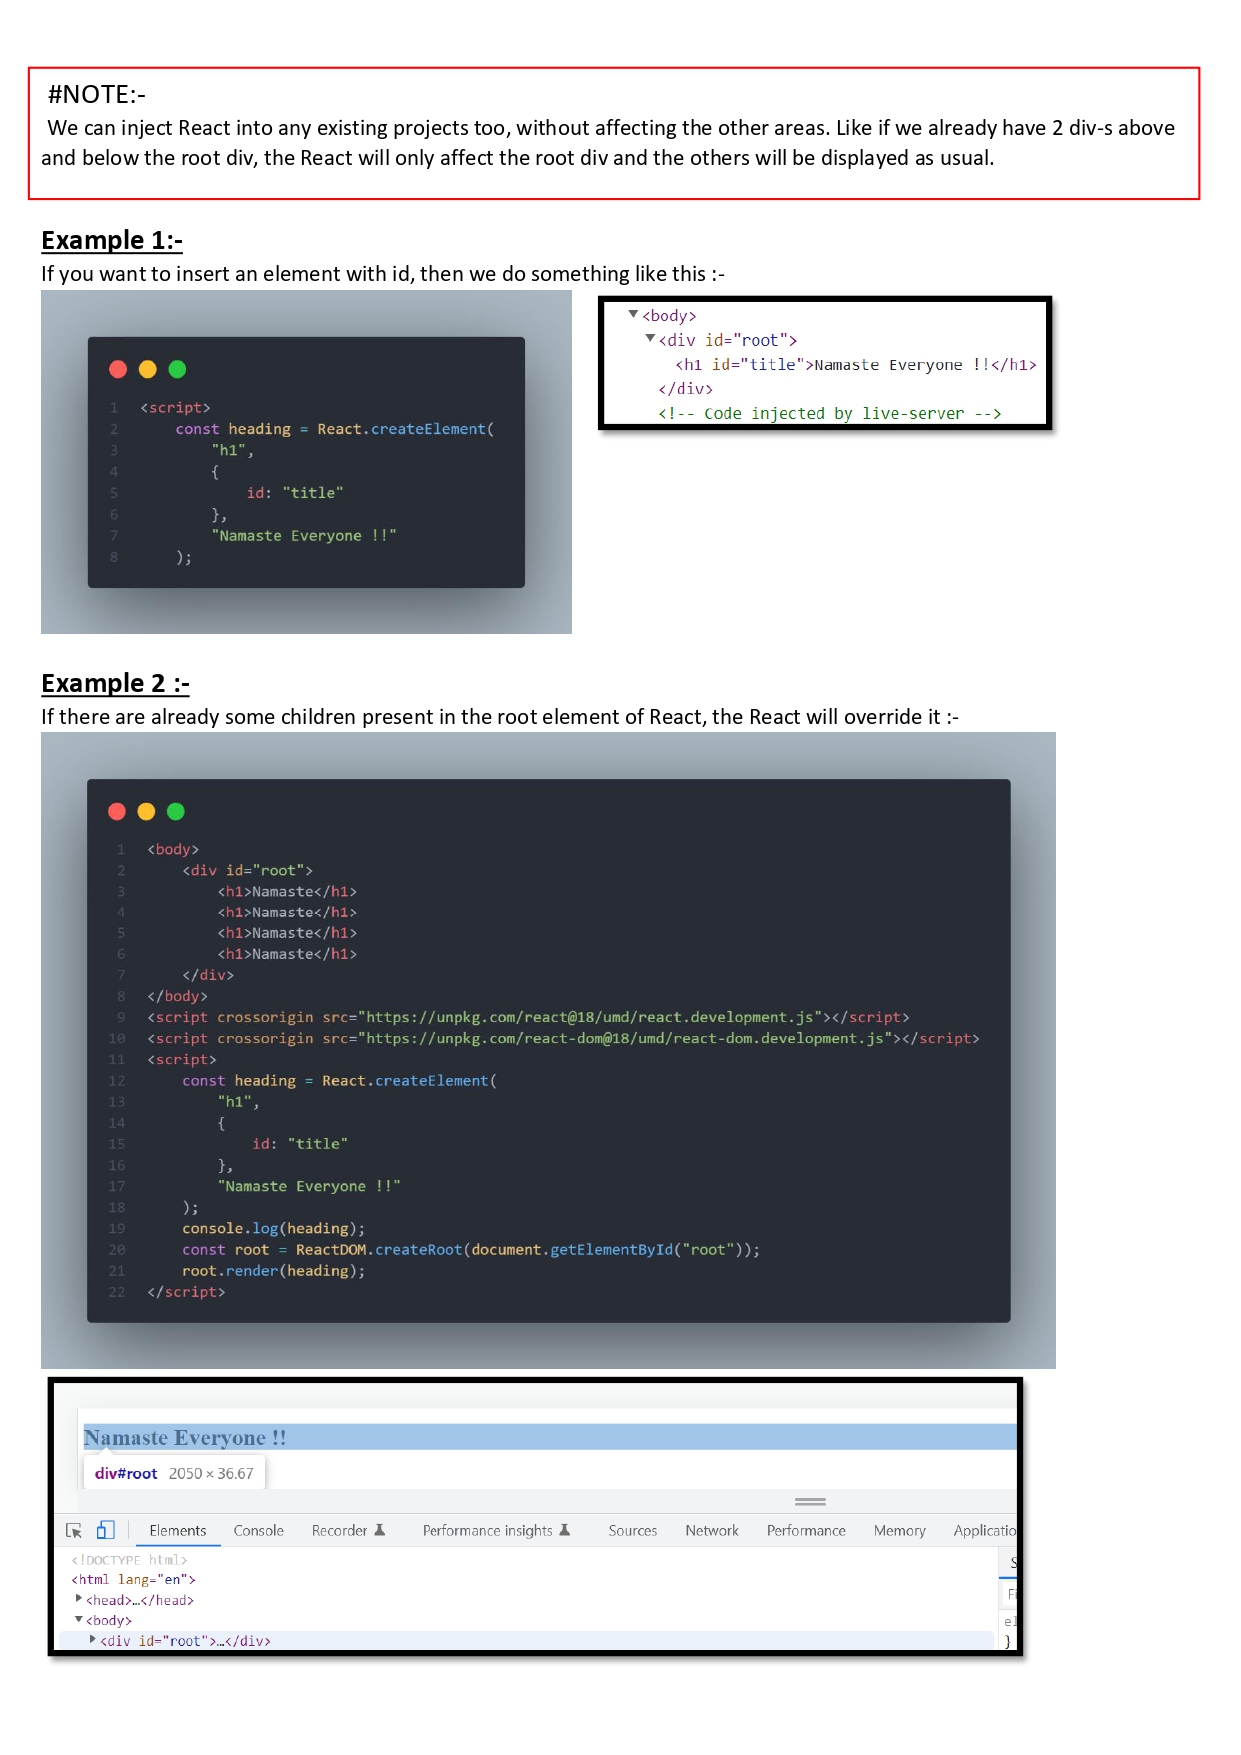 #NOTE:-
We can inject React into any existing projects too, without affecting the other areas. Like if we already have 2 div-s above
and below the root div, the React will only affect the root div and the others will be displayed as usual.
Example 1:-
If you want to insert an element with id, then we do something like this :-
1 <script>
2     const heading = React.createElement(
3         "h1",
4         {
5             id: "title"
6         },
7         "Namaste Everyone !!"
8     );
▼<body>
▼<div id="root">
<h1 id="title">Namaste Everyone !!</h1>
</div>
<!-- Code injected by live-server -->
Example 2 :-
If there are already some children present in the root element of React, the React will override it :-
1 <body>
2     <div id="root">
3         <h1>Namaste</h1>
4         <h1>Namaste</h1>
5         <h1>Namaste</h1>
6         <h1>Namaste</h1>
7     </div>
8 </body>
9 <script crossorigin src="https://unpkg.com/react@18/umd/react.development.js"></script>
10 <script crossorigin src="https://unpkg.com/react-dom@18/umd/react-dom.development.js"></script>
11 <script>
12     const heading = React.createElement(
13         "h1",
14         {
15             id: "title"
16         },
17         "Namaste Everyone !!"
18     );
19     console.log(heading);
20     const root = ReactDOM.createRoot(document.getElementById("root"));
21     root.render(heading);
22 </script>
Namaste Everyone !!
div#root 2050 × 36.67
Elements Console Recorder Performance insights Sources Network Performance Memory Applicatio
<!DOCTYPE html> S
<html lang="en">
▶<head>…</head> Fi
▼<body> el
▶<div id="root">…</div> }